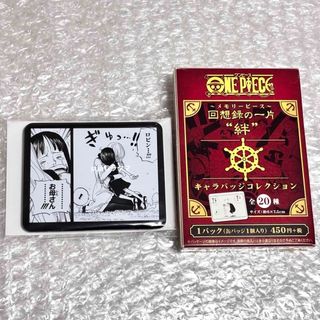 ロビンー!!!
ぎゅっ…!!
お母さん
ONE PIECE
～メモリーピース～
回想録の一片
“絆”
キャラバッジコレクション
全20種
1パック(缶バッジ1個入り) 450円+税